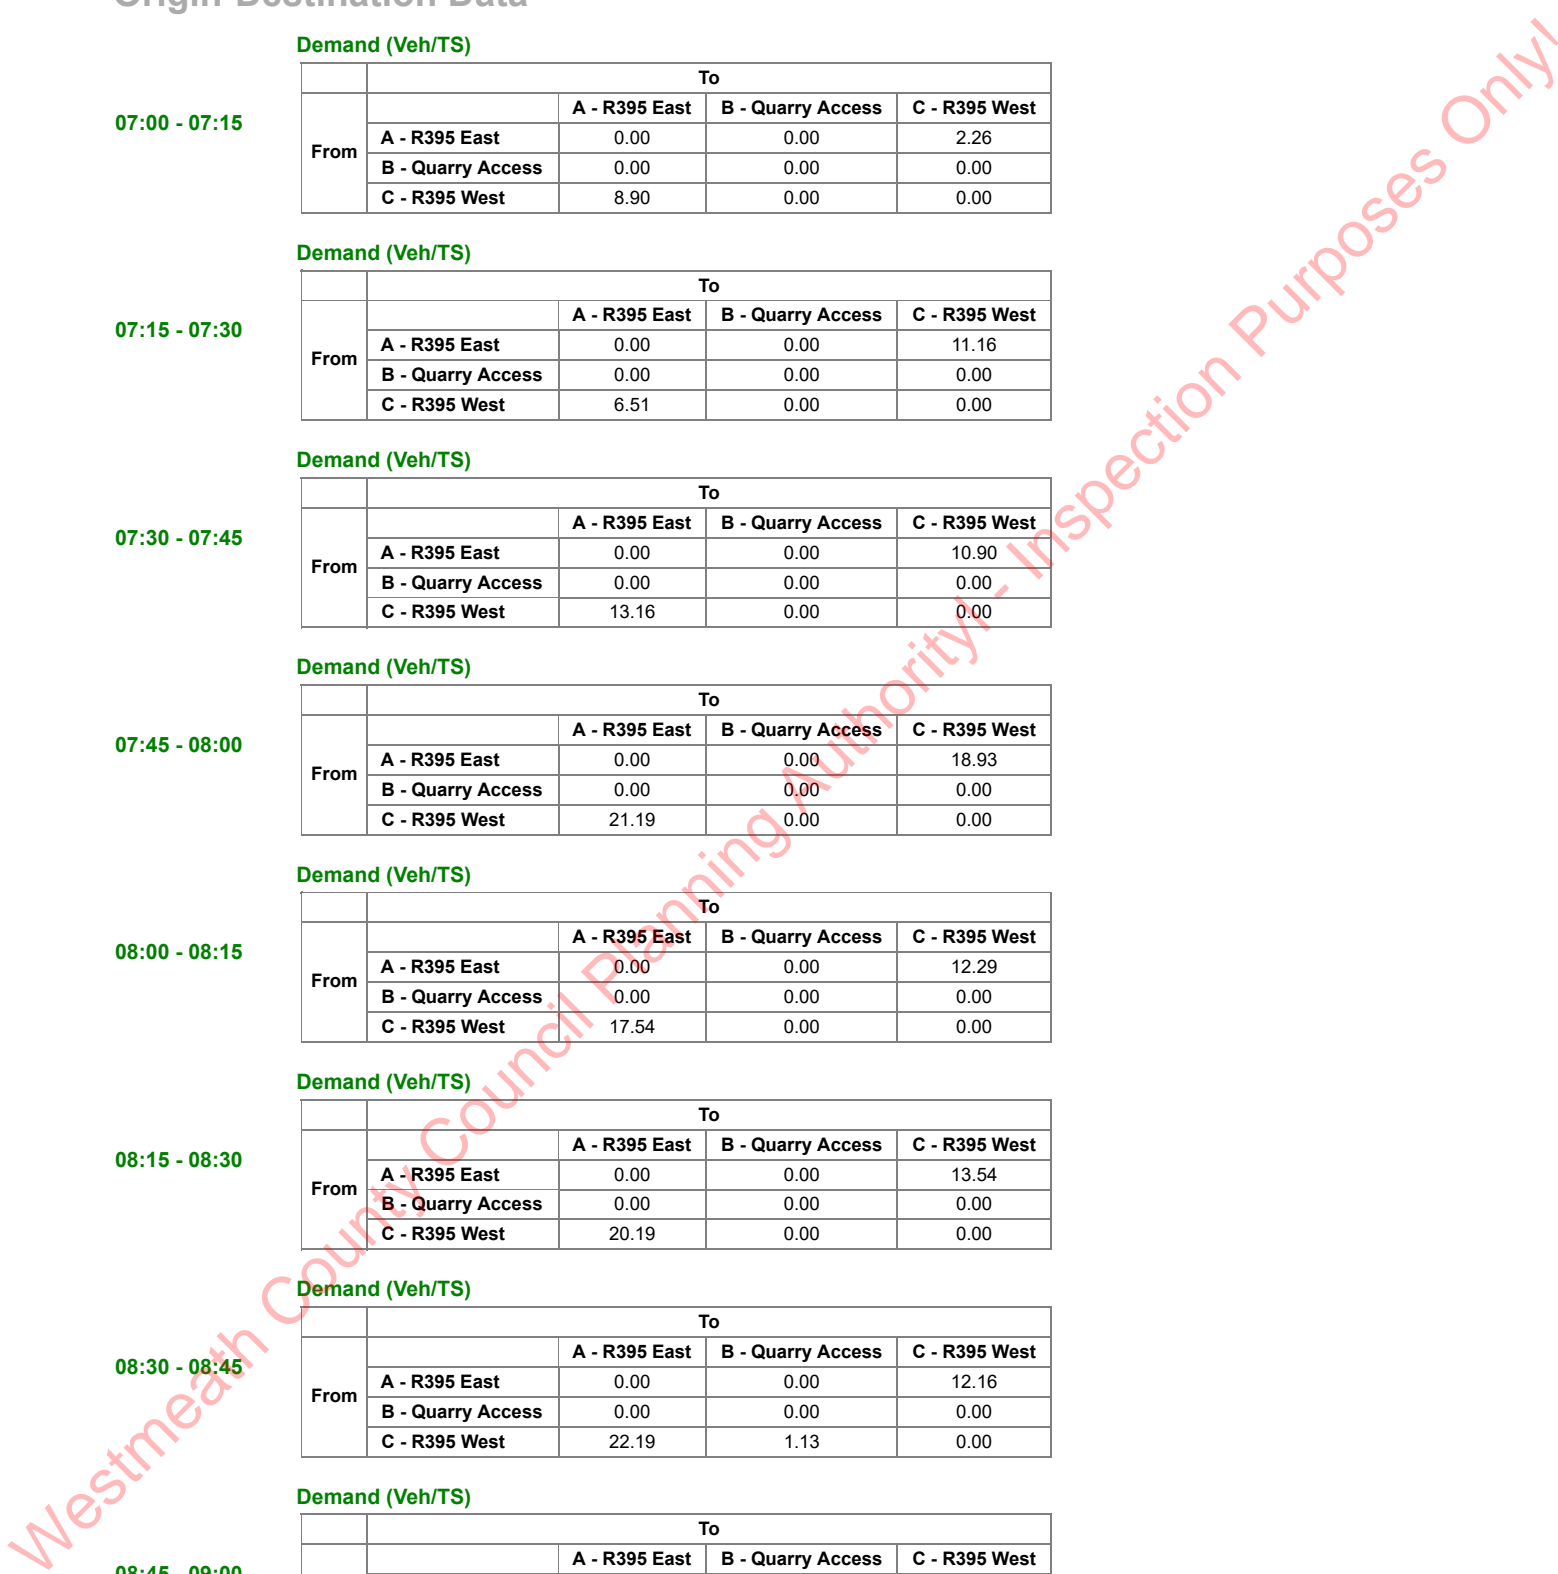 Origin-Destination Data
Demand (Veh/TS)
To
A - R395 East B - Quarry Access C - R395 West
07:00 - 07:15
From
A - R395 East 0.00 0.00 2.26
B - Quarry Access 0.00 0.00 0.00
C - R395 West 8.90 0.00 0.00
Demand (Veh/TS)
To
A - R395 East B - Quarry Access C - R395 West
07:15 - 07:30
From
A - R395 East 0.00 0.00 11.16
B - Quarry Access 0.00 0.00 0.00
C - R395 West 6.51 0.00 0.00
Demand (Veh/TS)
To
A - R395 East B - Quarry Access C - R395 West
07:30 - 07:45
From
A - R395 East 0.00 0.00 10.90
B - Quarry Access 0.00 0.00 0.00
C - R395 West 13.16 0.00 0.00
Demand (Veh/TS)
To
A - R395 East B - Quarry Access C - R395 West
07:45 - 08:00
From
A - R395 East 0.00 0.00 18.93
B - Quarry Access 0.00 0.00 0.00
C - R395 West 21.19 0.00 0.00
Demand (Veh/TS)
To
A - R395 East B - Quarry Access C - R395 West
08:00 - 08:15
From
A - R395 East 0.00 0.00 12.29
B - Quarry Access 0.00 0.00 0.00
C - R395 West 17.54 0.00 0.00
Demand (Veh/TS)
To
A - R395 East B - Quarry Access C - R395 West
08:15 - 08:30
From
A - R395 East 0.00 0.00 13.54
B - Quarry Access 0.00 0.00 0.00
C - R395 West 20.19 0.00 0.00
Demand (Veh/TS)
To
A - R395 East B - Quarry Access C - R395 West
08:30 - 08:45
From
A - R395 East 0.00 0.00 12.16
B - Quarry Access 0.00 0.00 0.00
C - R395 West 22.19 1.13 0.00
Demand (Veh/TS)
To
A - R395 East B - Quarry Access C - R395 West
08:45 - 09:00
Westmeath County Council Planning Authorityl - Inspection Purposes Only!